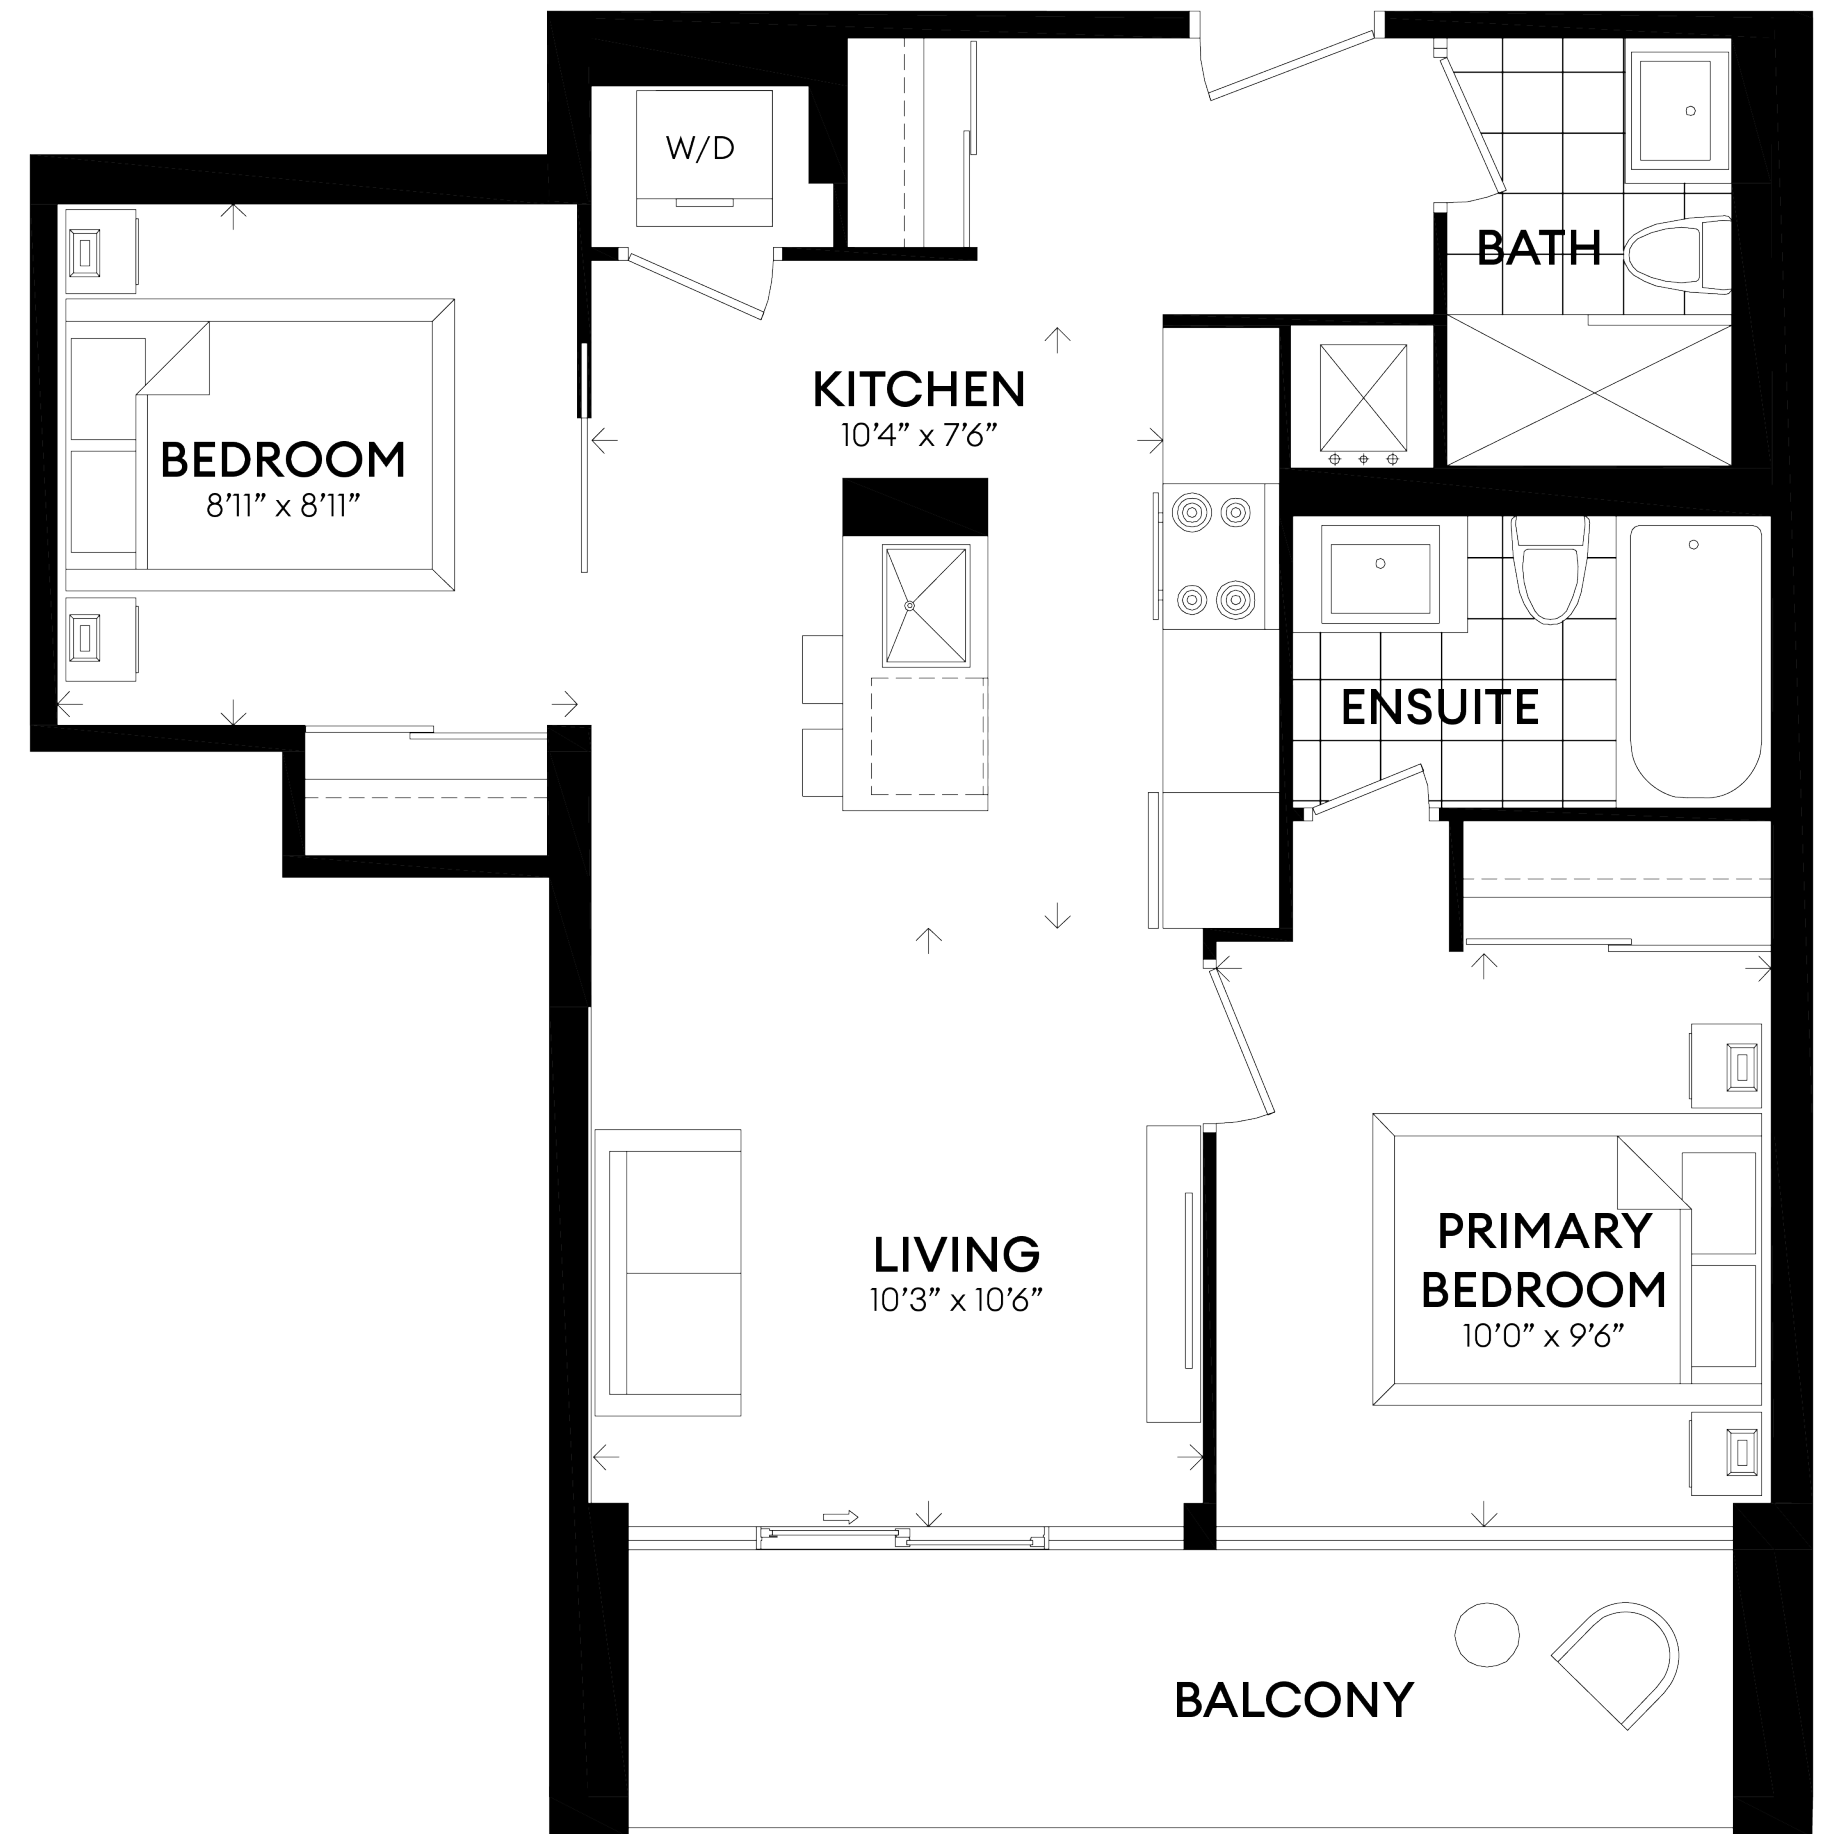 W/D
BATH
KITCHEN
10’4” x 7’6”
BEDROOM
8’11” x 8’11”
ENSUITE
LIVING
10’3” x 10’6”
PRIMARY
BEDROOM
10’0” x 9’6”
BALCONY